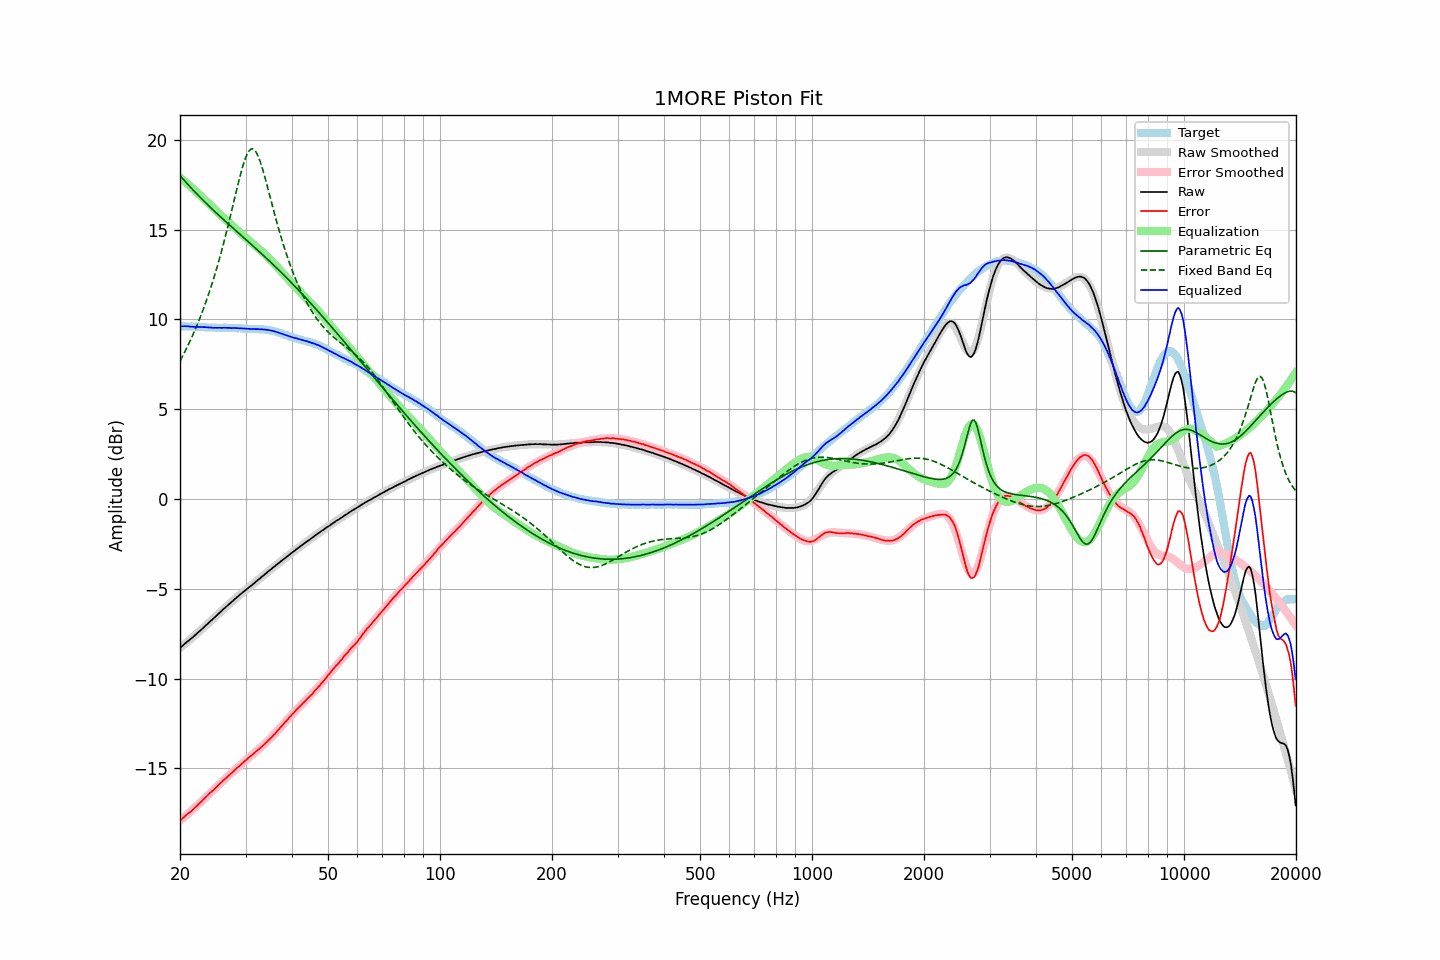 1MORE Piston Fit
Amplitude (dBr)
20
15
10
5
0
−5
−10
−15
Target
Raw Smoothed
Error Smoothed
Raw
Error
Equalization
Parametric Eq
Fixed Band Eq
Equalized
20 50 100 200 500 1000 2000 5000 10000 20000
Frequency (Hz)